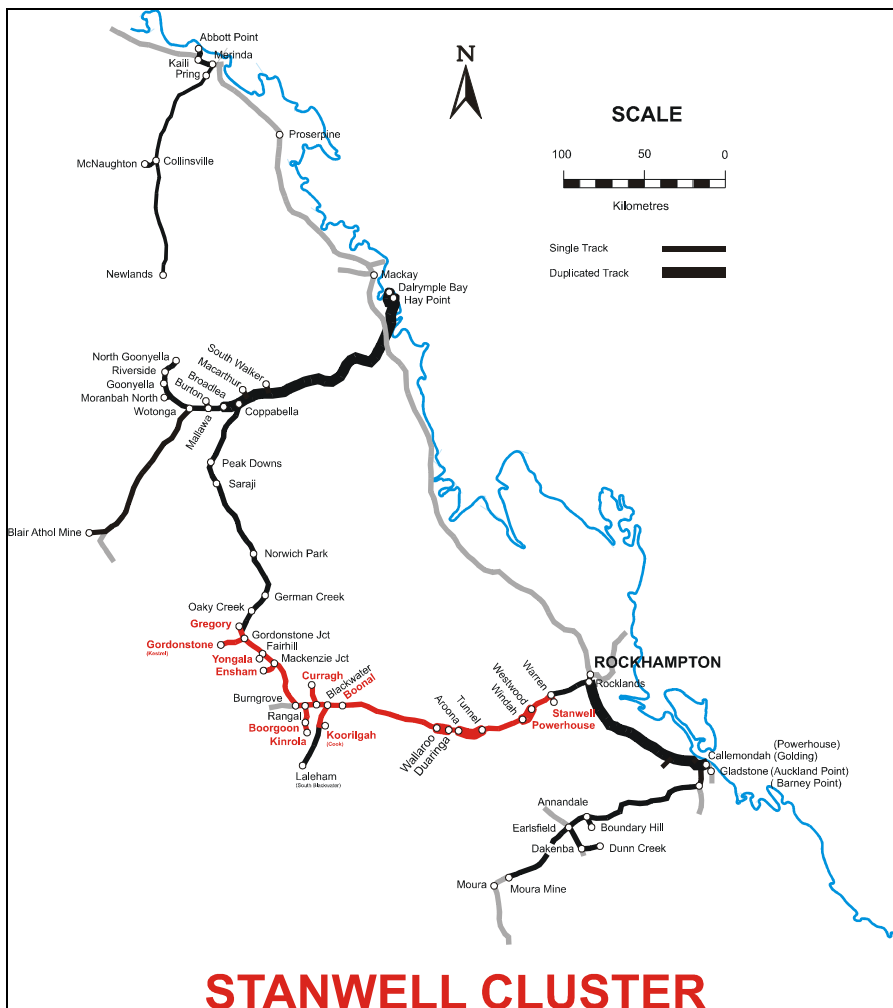 Abbott Point
Kaili
Merinda
Pring
N
SCALE
Proserpine
100
50
0
McNaughton
Collinsville
Kilometres
Single Track
Duplicated Track
Newlands
Mackay
Dalrymple Bay
Hay Point
North Goonyella
Riverside
Goonyella
Moranbah North
Wotonga
Mallawa
Burton
Broadlea
Macarthur
South Walker
Coppabella
Peak Downs
Saraji
Blair Athol Mine
Norwich Park
German Creek
Oaky Creek
Gregory
Gordonstone Jct
Gordonstone
(Kestrel)
Fairhill
Yongala
Mackenzie Jct
Ensham
Curragh
Blackwater
Boonal
Burngrove
Rangal
Boorgoon
Kinrola
Koorilgah
(Cook)
Laleham
(South Blackwater)
Wallaroo
Duaringa
Aroona
Tunnel
Windah
Westwood
Warren
Stanwell
Powerhouse
ROCKHAMPTON
Rocklands
Callemondah
(Powerhouse)
(Golding)
Gladstone
(Auckland Point)
( Barney Point)
Annandale
Earlsfield
Boundary Hill
Dakenba
Dunn Creek
Moura
Moura Mine
STANWELL CLUSTER